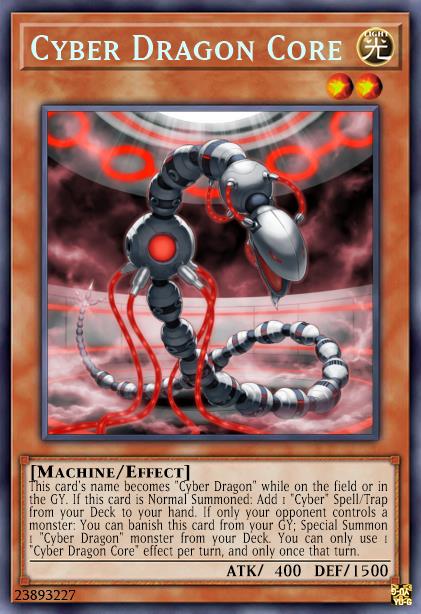 CYBER DRAGON CORE
LIGHT
光
[MACHINE/EFFECT]
This card's name becomes "Cyber Dragon" while on the field or in
the GY. If this card is Normal Summoned: Add 1 "Cyber" Spell/Trap
from your Deck to your hand. If only your opponent controls a
monster: You can banish this card from your GY; Special Summon
1 "Cyber Dragon" monster from your Deck. You can only use 1
"Cyber Dragon Core" effect per turn, and only once that turn.
ATK/ 400 DEF/1500
23893227